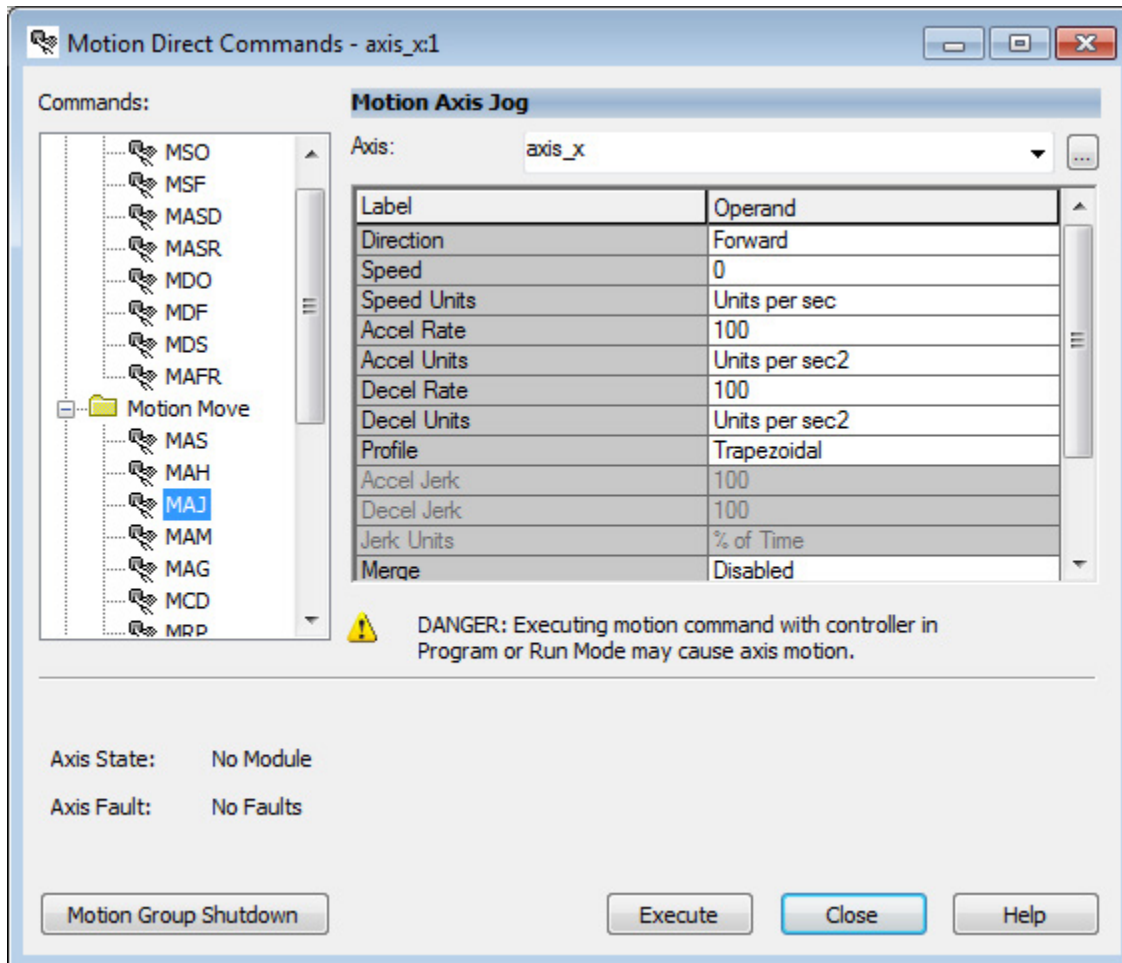 Motion Direct Commands - axis_x:1
Commands:
MSO
MSF
MASD
MASR
MDO
MDF
MDS
MAFR
Motion Move
MAS
MAH
MAJ
MAM
MAG
MCD
MRP
Motion Axis Jog
Axis: axis_x ...
Label Operand
Direction Forward
Speed 0
Speed Units Units per sec
Accel Rate 100
Accel Units Units per sec2
Decel Rate 100
Decel Units Units per sec2
Profile Trapezoidal
Accel Jerk 100
Decel Jerk 100
Jerk Units % of Time
Merge Disabled
DANGER: Executing motion command with controller in
Program or Run Mode may cause axis motion.
Axis State: No Module
Axis Fault: No Faults
Motion Group Shutdown Execute Close Help